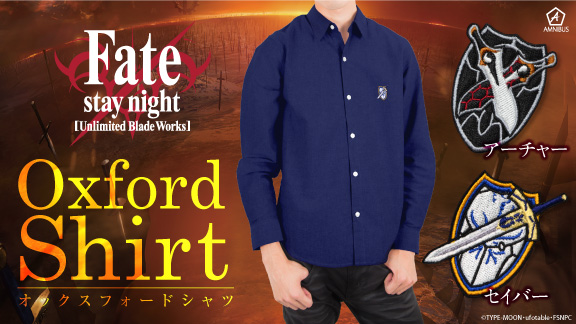 AMNIBUS
Fate
stay night
[Unlimited Blade Works]
アーチャー
Oxford
Shirt
オックスフォードシャツ
セイバー
©TYPE-MOON・ufotable・FSNPC